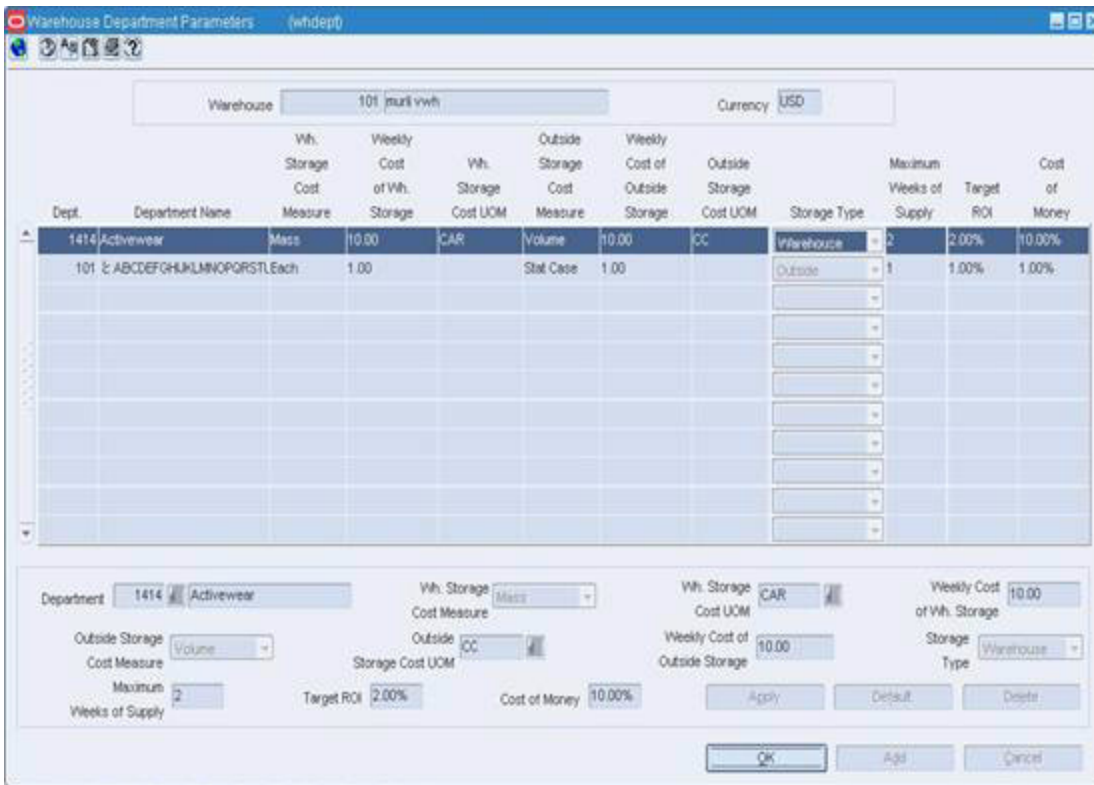 Warehouse Department Parameters (whdept)
Warehouse 101 murli vwh Currency USD
Wh. Weekly Outside Weekly
Storage Cost Wh. Storage Cost of Outside Maximum Cost
Cost of Wh. Storage Cost Outside Storage Weeks of Target of
Dept. Department Name Measure Storage Cost UOM Measure Storage Cost UOM Storage Type Supply ROI Money
1414 Activewear Mass 10.00 CAR Volume 10.00 CC Warehouse 2 2.00% 10.00%
101 ABCDEFGHIJKLMNOPQRSTU Each 1.00 Stat Case 1.00 Outside 1 1.00% 1.00%
Department 1414 Activewear Wh. Storage Cost Measure Mass Wh. Storage Cost UOM CAR Weekly Cost of Wh. Storage 10.00
Outside Storage Cost Measure Volume Outside Storage Cost UOM CC Weekly Cost of Outside Storage 10.00 Storage Type Warehouse
Maximum Weeks of Supply 2 Target ROI 2.00% Cost of Money 10.00% Apply Default Delete
OK Add Cancel